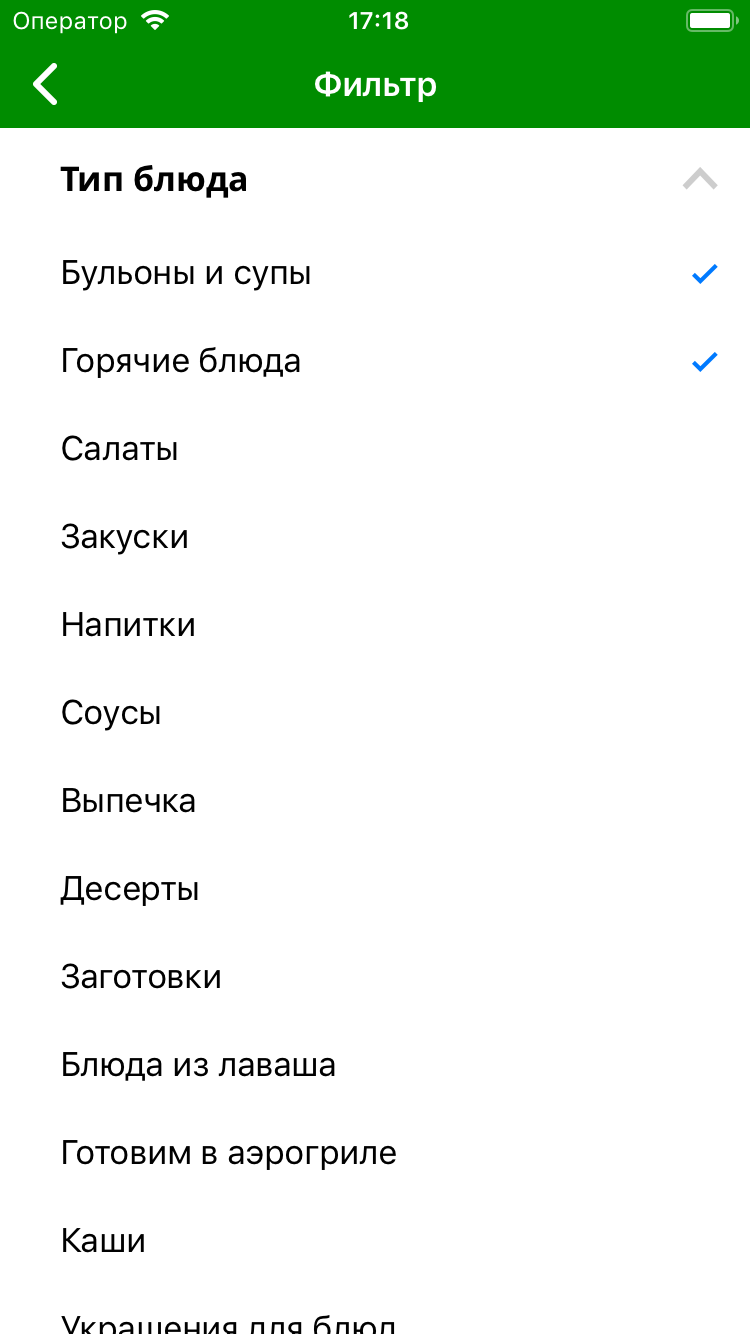 Оператор 17:18
Фильтр
Тип блюда
Бульоны и супы
Горячие блюда
Салаты
Закуски
Напитки
Соусы
Выпечка
Десерты
Заготовки
Блюда из лаваша
Готовим в аэрогриле
Каши
Украшения для блюд